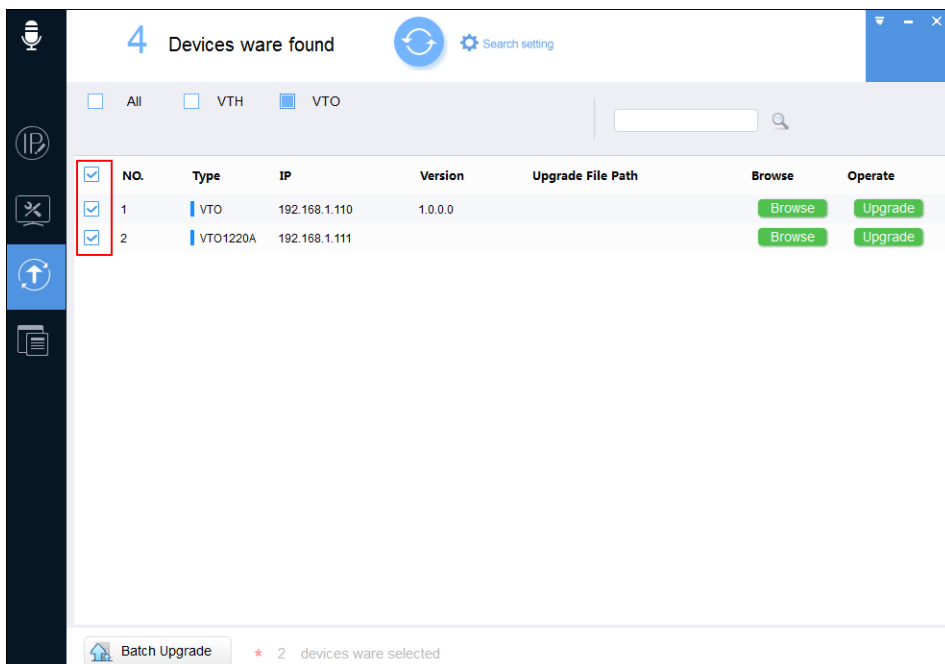 4 Devices ware found Search setting
All VTH VTO
NO. Type IP Version Upgrade File Path Browse Operate
1 VTO 192.168.1.110 1.0.0.0 Browse Upgrade
2 VTO1220A 192.168.1.111 Browse Upgrade
Batch Upgrade * 2 devices ware selected